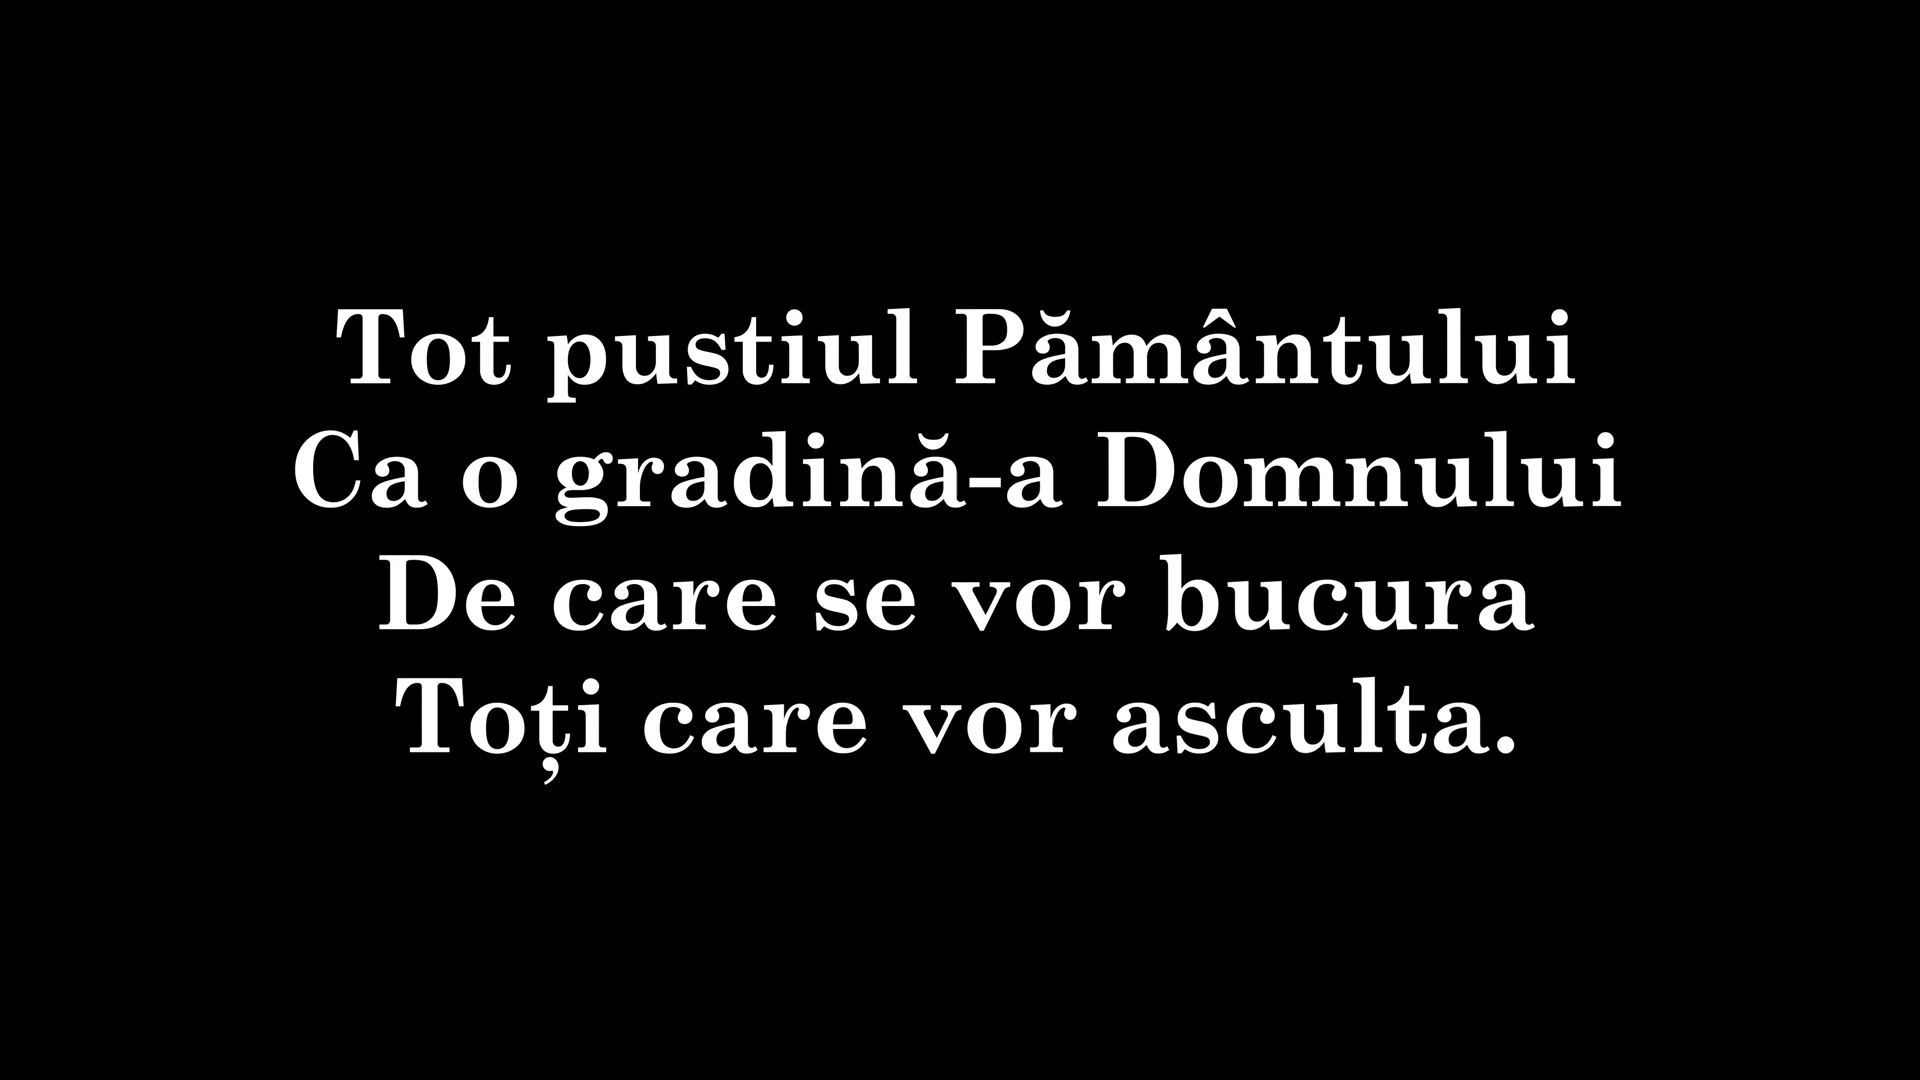 Tot pustiul Pământului
Ca o gradină-a Domnului
De care se vor bucura
Toți care vor asculta.